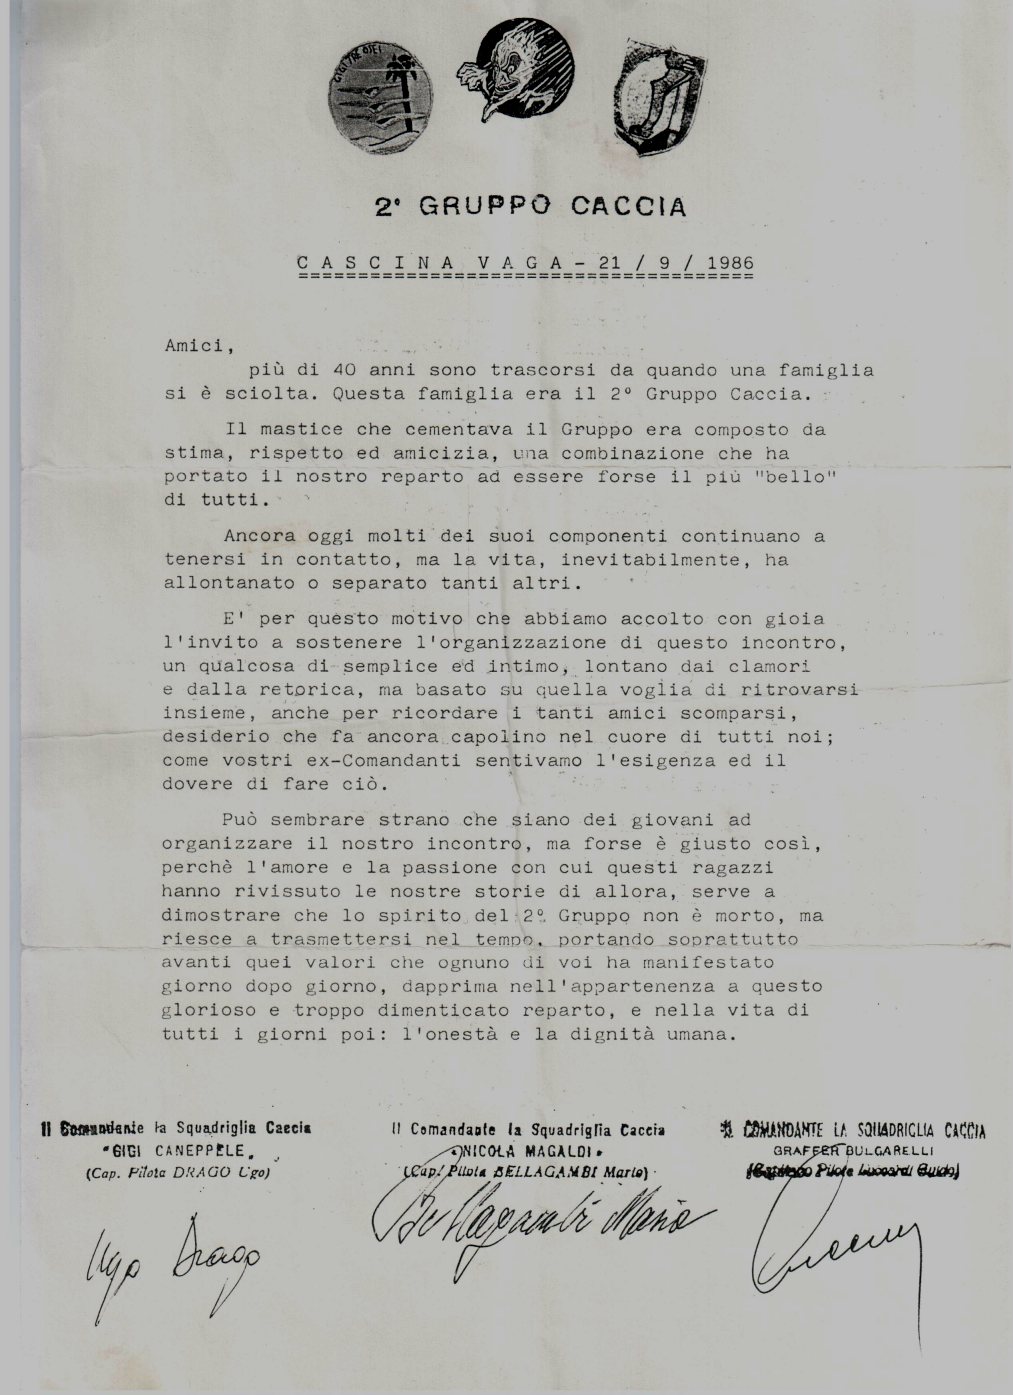 GIGI TRE OSEI
2° GRUPPO CACCIA
CASCINA VAGA - 21 / 9 / 1986
Amici,
più di 40 anni sono trascorsi da quando una famiglia
si è sciolta. Questa famiglia era il 2° Gruppo Caccia.
Il mastice che cementava il Gruppo era composto da
stima, rispetto ed amicizia, una combinazione che ha
portato il nostro reparto ad essere forse il più "bello"
di tutti.
Ancora oggi molti dei suoi componenti continuano a
tenersi in contatto, ma la vita, inevitabilmente, ha
allontanato o separato tanti altri.
E' per questo motivo che abbiamo accolto con gioia
l'invito a sostenere l'organizzazione di questo incontro,
un qualcosa di semplice ed intimo, lontano dai clamori
e dalla retorica, ma basato su quella voglia di ritrovarsi
insieme, anche per ricordare i tanti amici scomparsi,
desiderio che fa ancora capolino nel cuore di tutti noi;
come vostri ex-Comandanti sentivamo l'esigenza ed il
dovere di fare ciò.
Può sembrare strano che siano dei giovani ad
organizzare il nostro incontro, ma forse è giusto così,
perchè l'amore e la passione con cui questi ragazzi
hanno rivissuto le nostre storie di allora, serve a
dimostrare che lo spirito del 2° Gruppo non è morto, ma
riesce a trasmettersi nel tempo, portando soprattutto
avanti quei valori che ognuno di voi ha manifestato
giorno dopo giorno, dapprima nell'appartenenza a questo
glorioso e troppo dimenticato reparto, e nella vita di
tutti i giorni poi: l'onestà e la dignità umana.
Il Comandante la Squadriglia Caccia
"GIGI CANEPPELE"
(Cap. Pilota DRAGO Ugo)
Ugo Drago
Il Comandante la Squadriglia Caccia
"NICOLA MAGALDI"
(Cap. Pilota BELLAGAMBI Mario)
Bellagambi Mario
IL COMANDANTE LA SQUADRIGLIA CACCIA
GRAFFER BULGARELLI